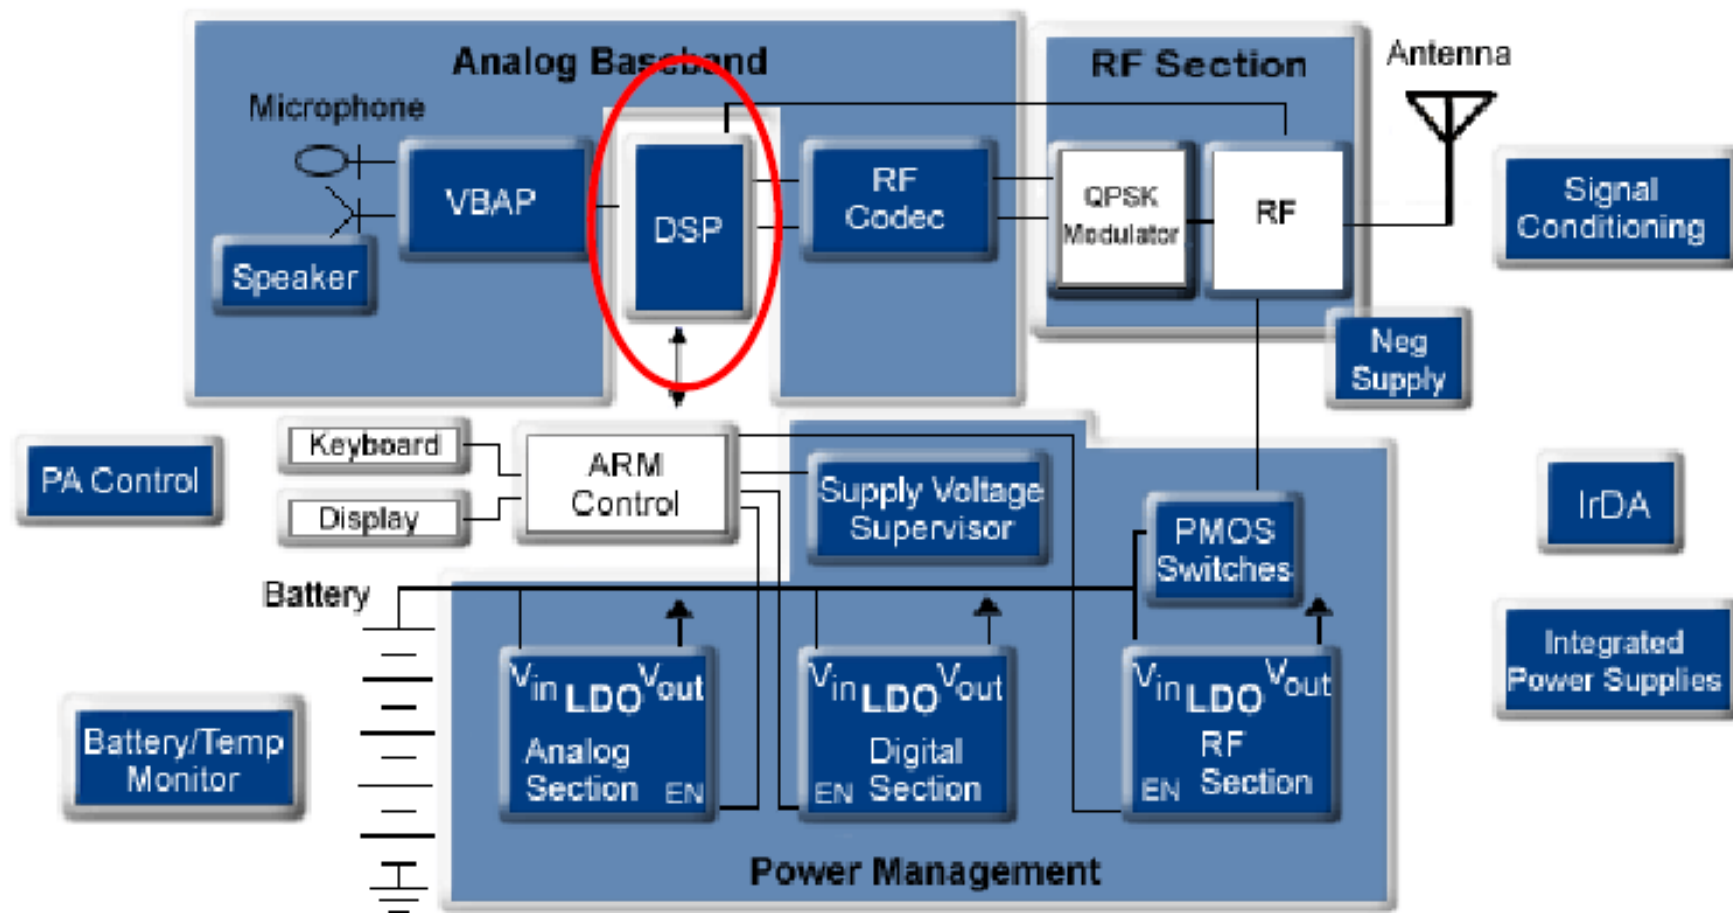 Analog Baseband
RF Section
Antenna
Microphone
VBAP
DSP
RF
Codec
QPSK
Modulator
RF
Signal
Conditioning
Speaker
Neg
Supply
PA Control
Keyboard
Display
ARM
Control
Supply Voltage
Supervisor
PMOS
Switches
IrDA
Battery
Vin LDO Vout
Analog
Section EN
Vin LDO Vout
Digital
EN Section
Vin LDO Vout
RF
EN Section
Integrated
Power Supplies
Battery/Temp
Monitor
Power Management